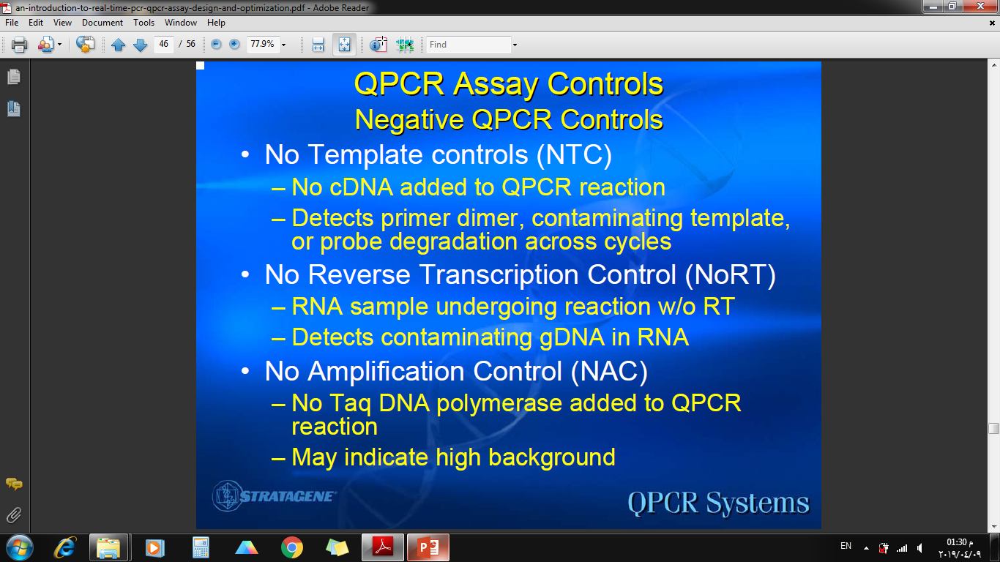 an-introduction-to-real-time-pcr-qpcr-assay-design-and-optimization.pdf - Adobe Reader
File Edit View Document Tools Window Help
46 / 56 77.9% Find
QPCR Assay Controls
Negative QPCR Controls
• No Template controls (NTC)
– No cDNA added to QPCR reaction
– Detects primer dimer, contaminating template,
or probe degradation across cycles
• No Reverse Transcription Control (NoRT)
– RNA sample undergoing reaction w/o RT
– Detects contaminating gDNA in RNA
• No Amplification Control (NAC)
– No Taq DNA polymerase added to QPCR
reaction
– May indicate high background
STRATAGENE
QPCR Systems
EN
01:30 م
٢٠١٩/٠٤/٠٩